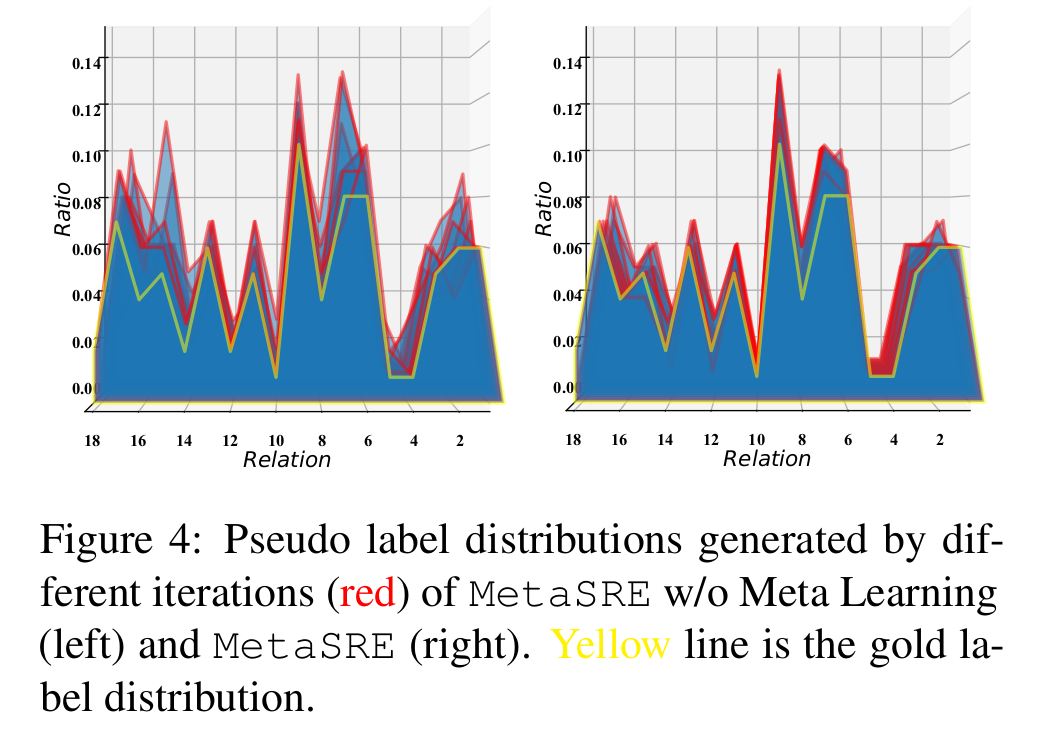 0.14
0.12
0.10
0.08
0.06
0.04
0.02
0.00
Ratio
18 16 14 12 10 8 6 4 2
Relation
0.14
0.12
0.10
0.08
0.06
0.04
0.02
0.00
Ratio
18 16 14 12 10 8 6 4 2
Relation
Figure 4: Pseudo label distributions generated by dif-
ferent iterations (red) of MetaSRE w/o Meta Learning
(left) and MetaSRE (right). Yellow line is the gold la-
bel distribution.